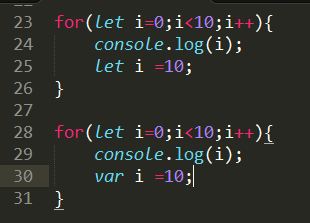 23 for(let i=0;i<10;i++){
24     console.log(i);
25     let i =10;
26 }
27
28 for(let i=0;i<10;i++){
29     console.log(i);
30     var i =10;
31 }